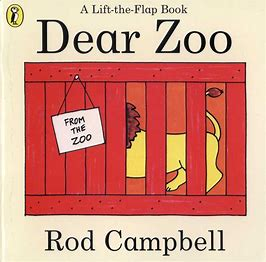 A Lift-the-Flap Book
Dear Zoo
FROM
THE
ZOO
Rod Campbell